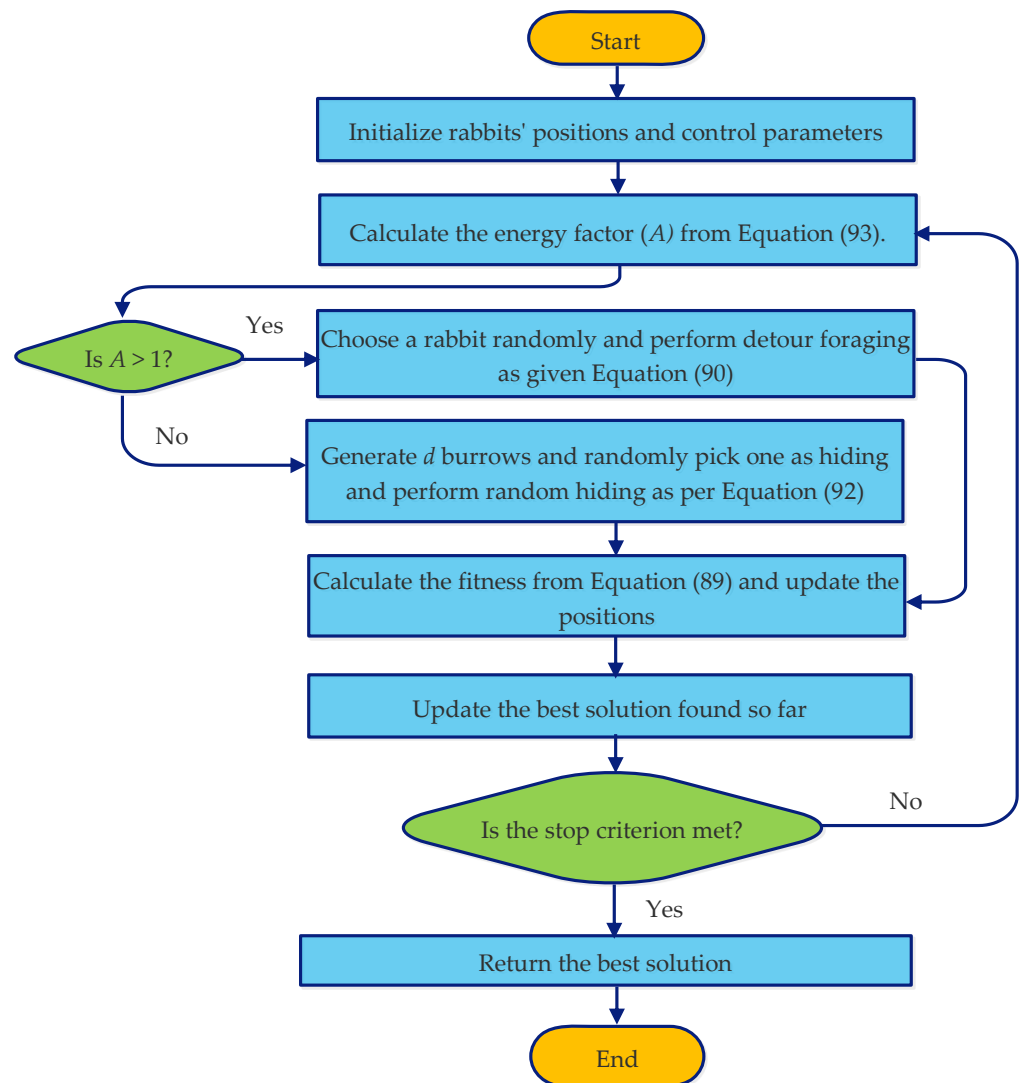 Start
Initialize rabbits' positions and control parameters
Calculate the energy factor (A) from Equation (93).
Is A > 1?
Yes
Choose a rabbit randomly and perform detour foraging
as given Equation (90)
No
Generate d burrows and randomly pick one as hiding
and perform random hiding as per Equation (92)
Calculate the fitness from Equation (89) and update the
positions
Update the best solution found so far
Is the stop criterion met?
No
Yes
Return the best solution
End